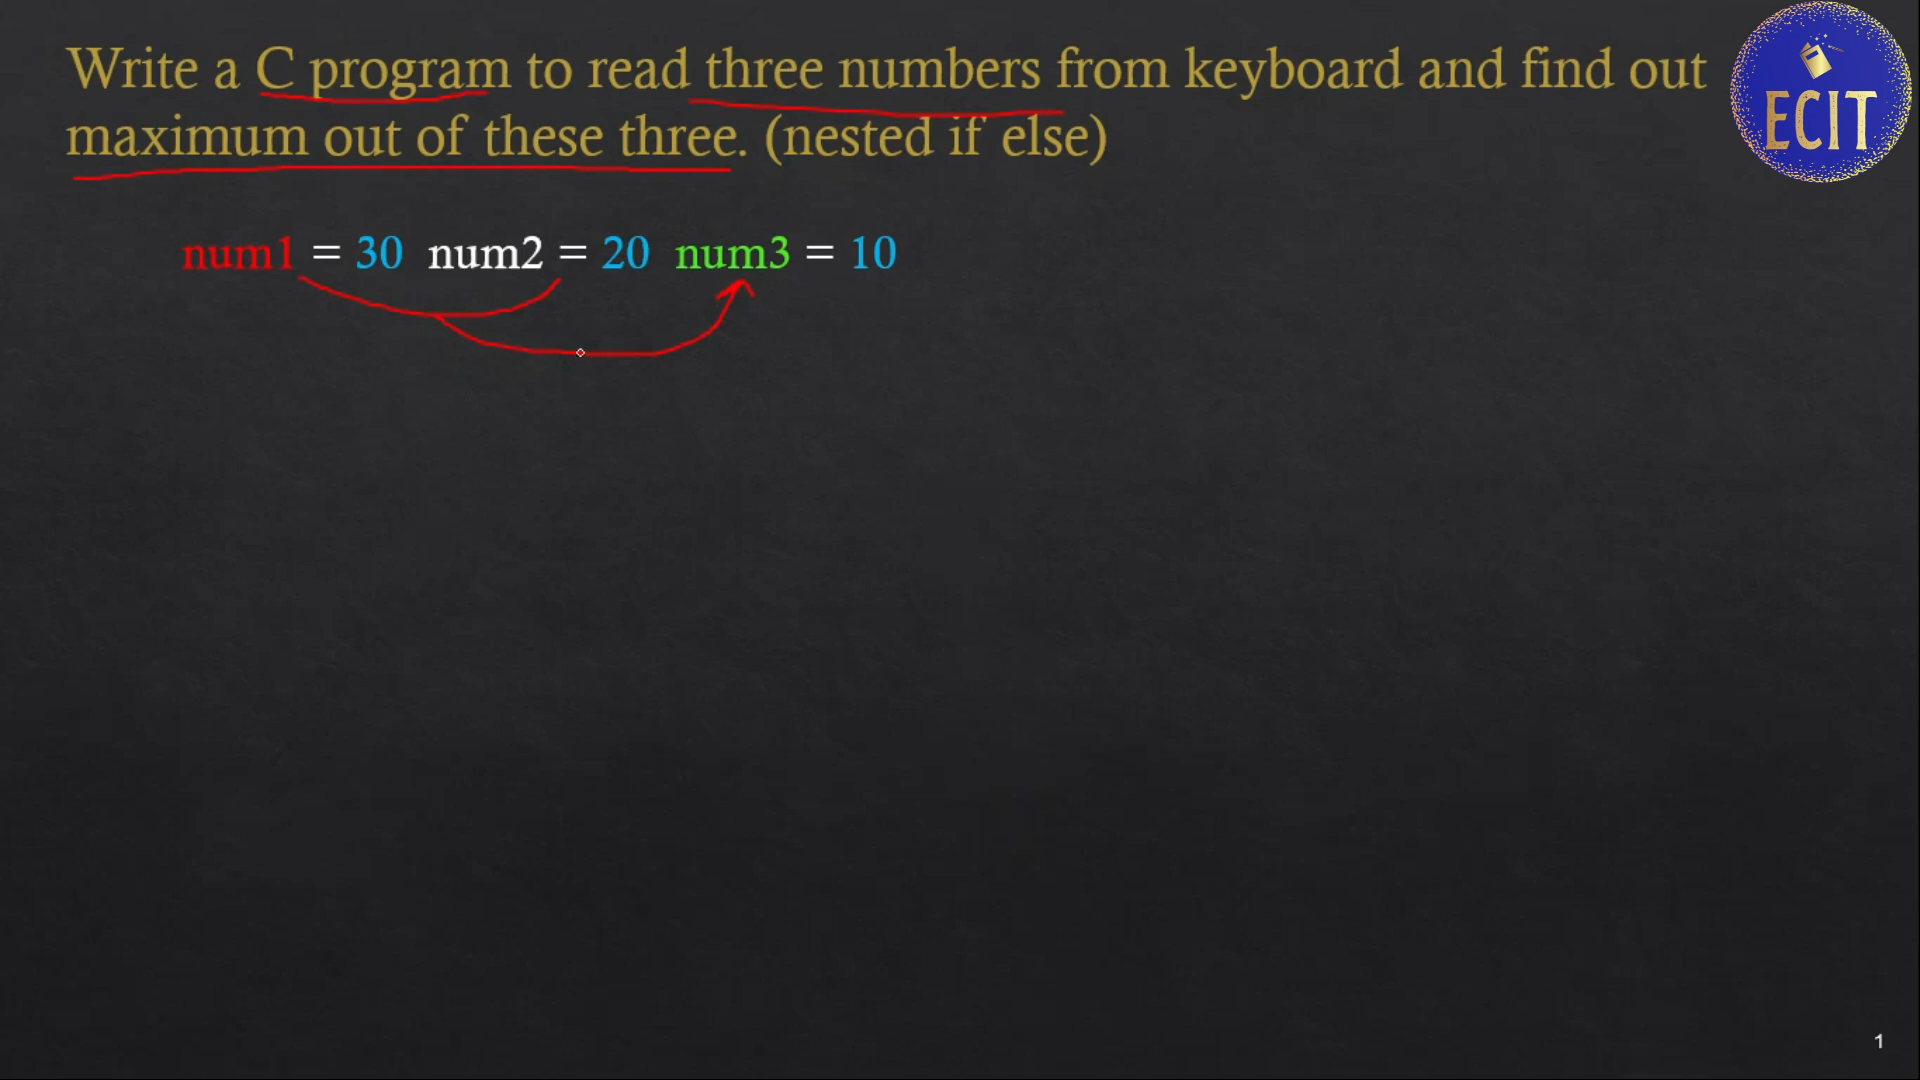 Write a C program to read three numbers from keyboard and find out
maximum out of these three. (nested if else)
ECIT
num1 = 30 num2 = 20 num3 = 10
1